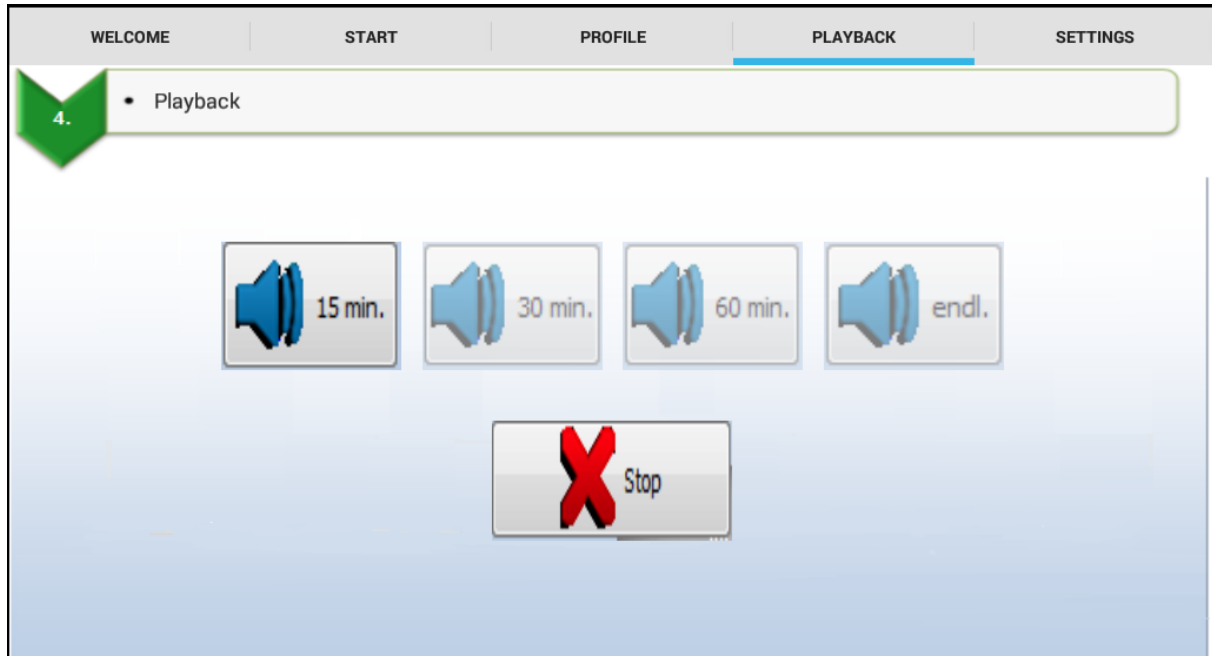 WELCOME START PROFILE PLAYBACK SETTINGS
4. • Playback
15 min. 30 min. 60 min. endl.
Stop